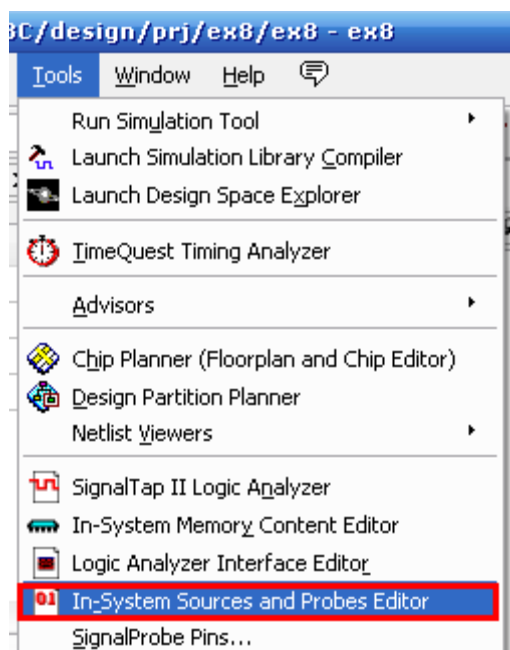 3C/design/prj/ex8/ex8 - ex8
Tools Window Help
Run Simulation Tool
Launch Simulation Library Compiler
Launch Design Space Explorer
TimeQuest Timing Analyzer
Advisors
Chip Planner (Floorplan and Chip Editor)
Design Partition Planner
Netlist Viewers
SignalTap II Logic Analyzer
In-System Memory Content Editor
Logic Analyzer Interface Editor
01 In-System Sources and Probes Editor
SignalProbe Pins...